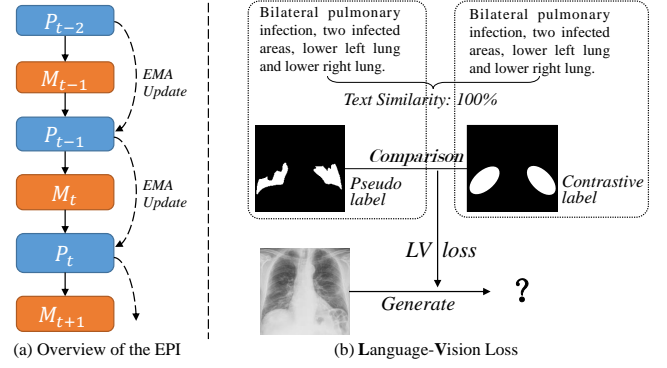 P_{t-2}
EMA
Update
M_{t-1}
P_{t-1}
EMA
Update
M_t
P_t
M_{t+1}
(a) Overview of the EPI
Bilateral pulmonary
infection, two infected
areas, lower left lung
and lower right lung.
Bilateral pulmonary
infection, two infected
areas, lower left lung
and lower right lung.
Text Similarity: 100%
Comparison
Pseudo
label
Contrastive
label
LV loss
Generate
?
(b) Language-Vision Loss